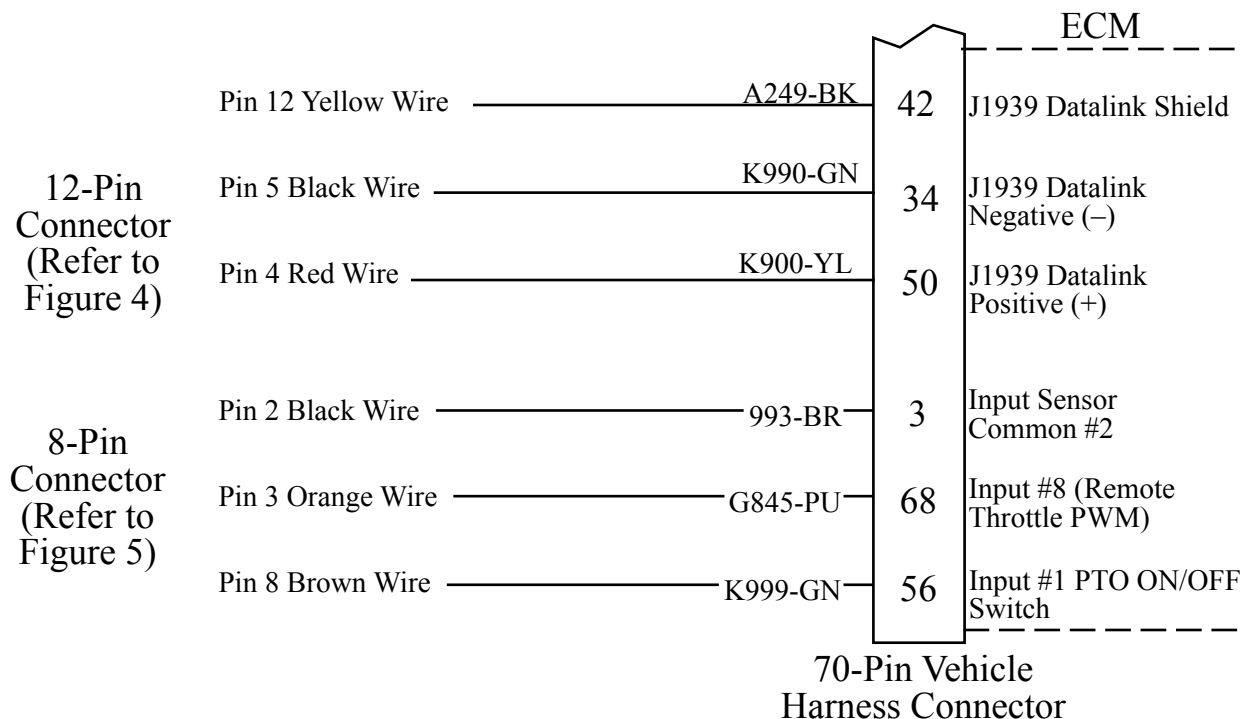 ECM
12-Pin
Connector
(Refer to
Figure 4)
Pin 12 Yellow Wire
A249-BK
42
J1939 Datalink Shield
Pin 5 Black Wire
K990-GN
34
J1939 Datalink
Negative (–)
Pin 4 Red Wire
K900-YL
50
J1939 Datalink
Positive (+)
8-Pin
Connector
(Refer to
Figure 5)
Pin 2 Black Wire
993-BR
3
Input Sensor
Common #2
Pin 3 Orange Wire
G845-PU
68
Input #8 (Remote
Throttle PWM)
Pin 8 Brown Wire
K999-GN
56
Input #1 PTO ON/OFF
Switch
70-Pin Vehicle
Harness Connector